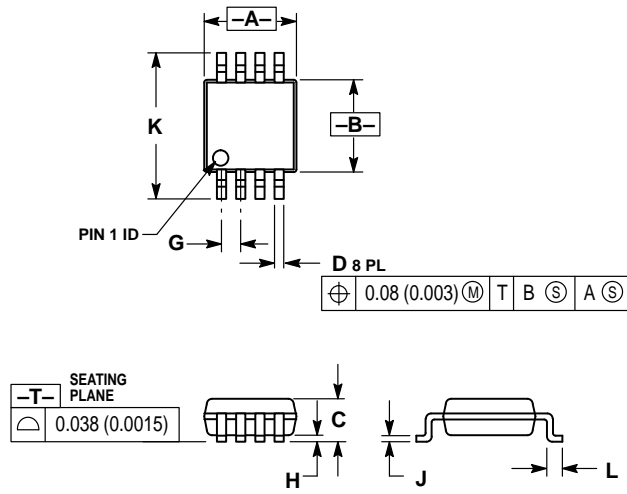 –A–
K
–B–
PIN 1 ID
G
D 8 PL
⌖ 0.08 (0.003) Ⓜ T B Ⓢ A Ⓢ
–T– SEATING
PLANE
⌓ 0.038 (0.0015)
C
H
J
L